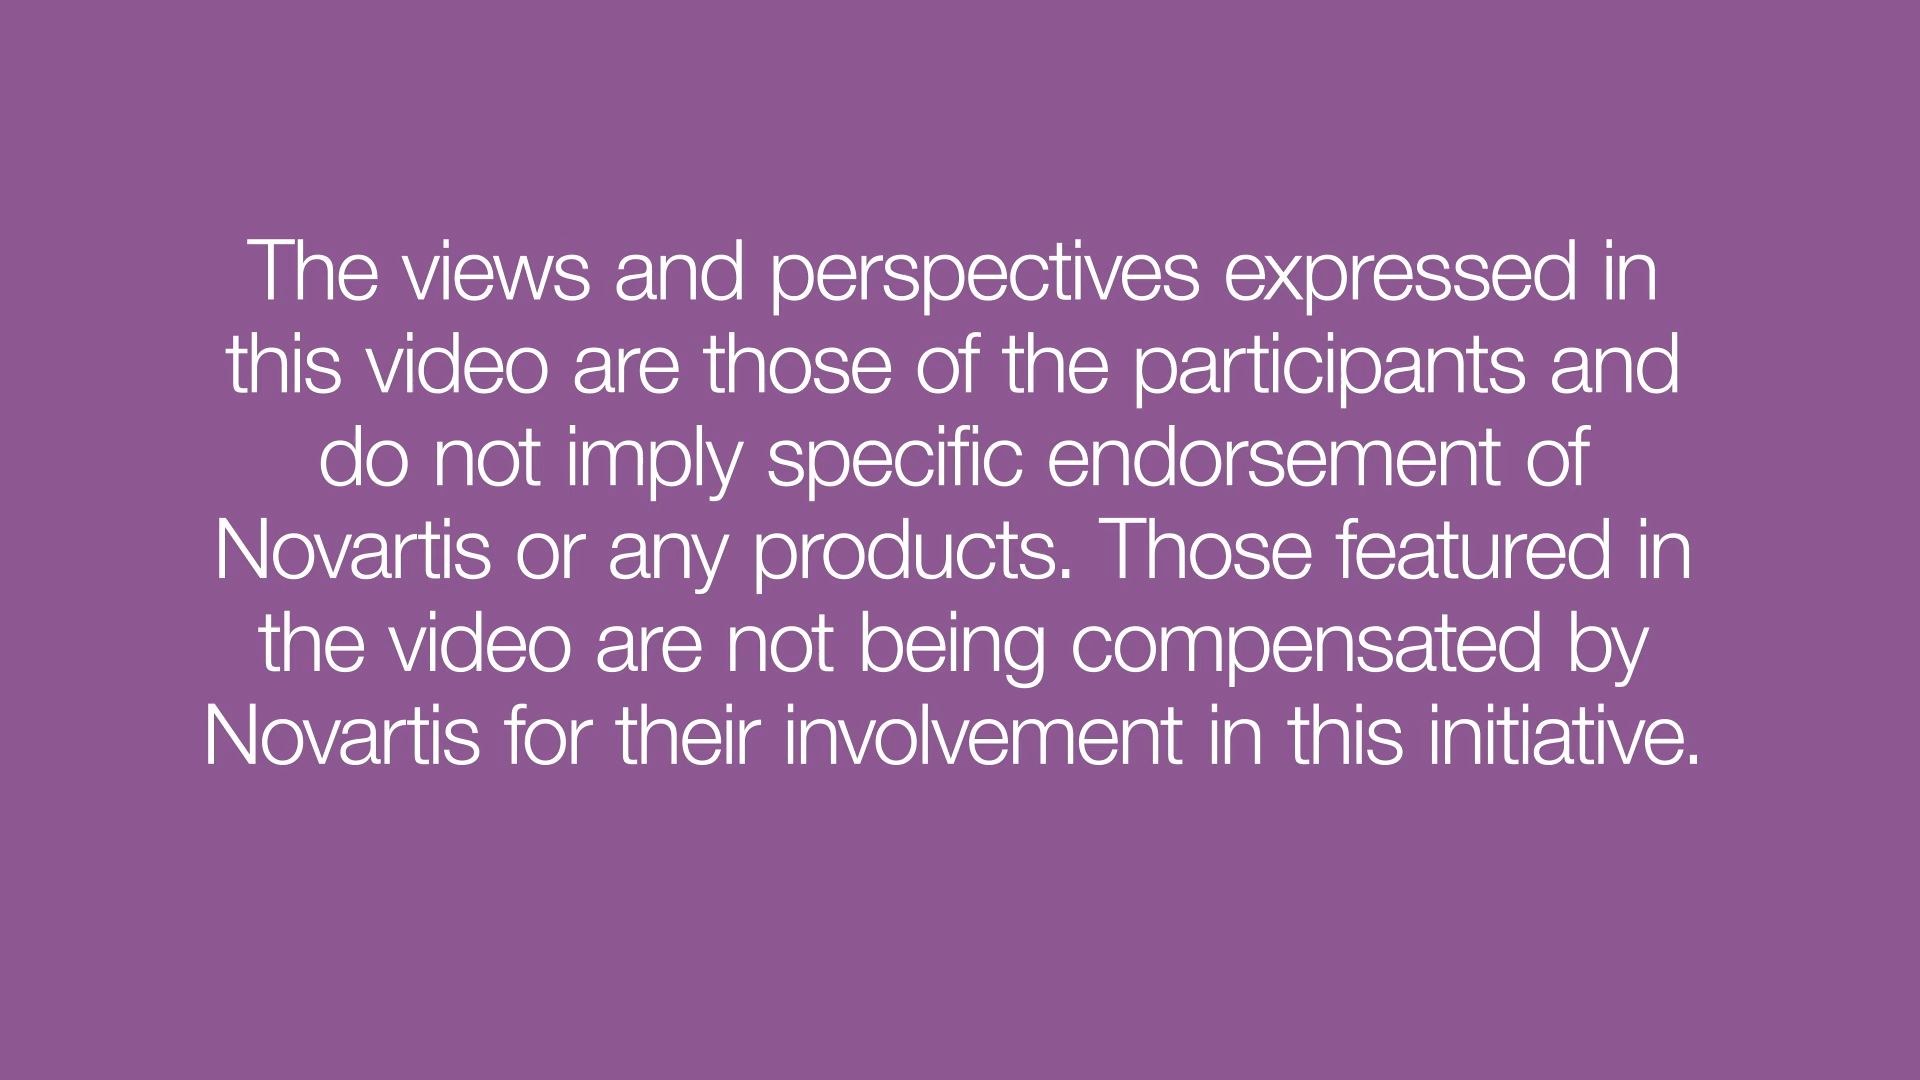 The views and perspectives expressed in
this video are those of the participants and
do not imply specific endorsement of
Novartis or any products. Those featured in
the video are not being compensated by
Novartis for their involvement in this initiative.